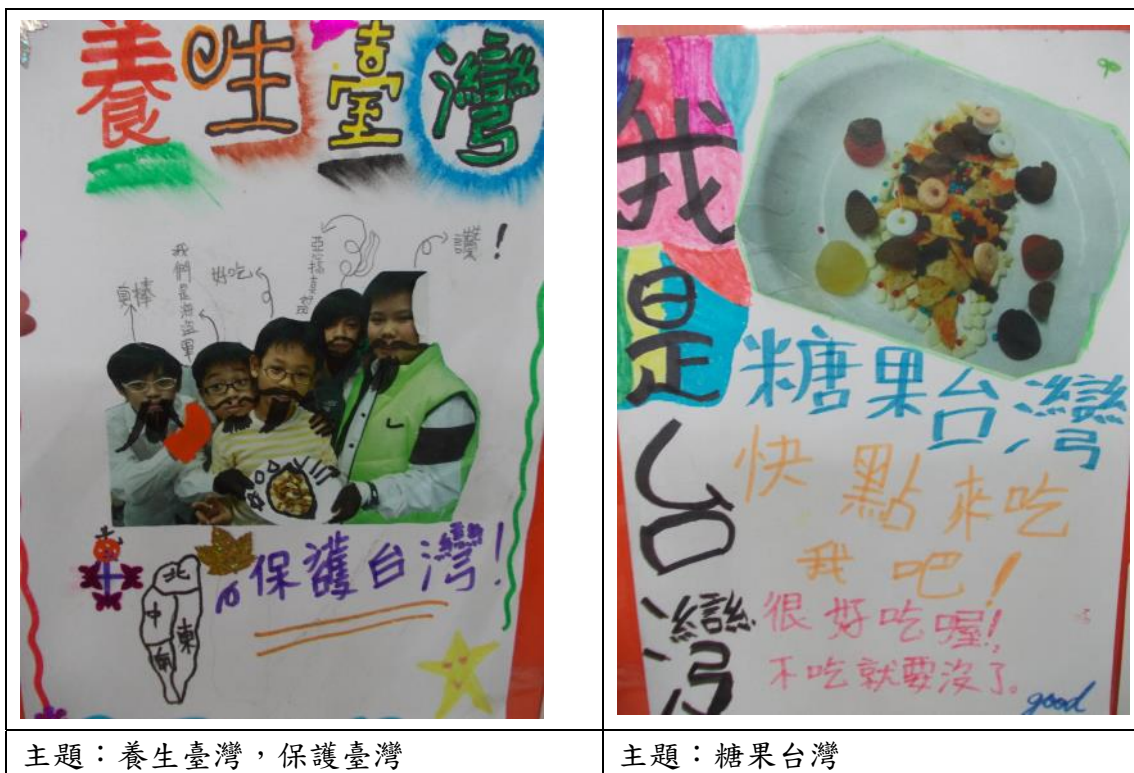 養生臺灣
真棒
我們是海盜軍
好吃
讚！
保護台灣！
北
中
東
南
我是台灣
糖果台灣
快點來吃
我吧！
很好吃喔！
不吃就要沒了。
good
主題：養生臺灣，保護臺灣
主題：糖果台灣